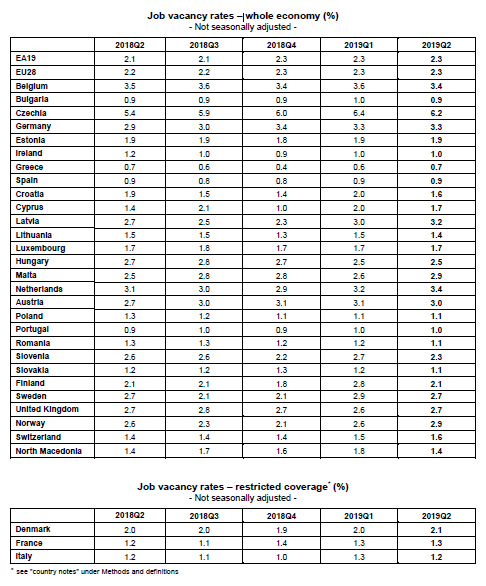 Job vacancy rates – whole economy (%)
- Not seasonally adjusted -
2018Q2 2018Q3 2018Q4 2019Q1 2019Q2
EA19 2.1 2.1 2.3 2.3 2.3
EU28 2.2 2.2 2.3 2.3 2.3
Belgium 3.5 3.6 3.4 3.6 3.4
Bulgaria 0.9 0.9 0.9 1.0 0.9
Czechia 5.4 5.9 6.0 6.4 6.2
Germany 2.9 3.0 3.4 3.3 3.3
Estonia 1.9 1.9 1.8 1.9 1.9
Ireland 1.2 1.0 0.9 1.0 1.0
Greece 0.7 0.6 0.4 0.6 0.7
Spain 0.9 0.8 0.8 0.9 0.9
Croatia 1.9 1.5 1.4 2.0 1.6
Cyprus 1.4 2.1 1.0 2.0 1.7
Latvia 2.7 2.5 2.3 3.0 3.2
Lithuania 1.5 1.5 1.3 1.5 1.4
Luxembourg 1.7 1.8 1.7 1.7 1.7
Hungary 2.7 2.8 2.7 2.5 2.5
Malta 2.5 2.8 2.8 2.6 2.9
Netherlands 3.1 3.0 2.9 3.2 3.4
Austria 2.7 3.0 3.1 3.1 3.0
Poland 1.3 1.2 1.1 1.1 1.1
Portugal 0.9 1.0 0.9 1.0 1.0
Romania 1.3 1.3 1.2 1.2 1.1
Slovenia 2.6 2.6 2.2 2.7 2.3
Slovakia 1.2 1.2 1.3 1.2 1.1
Finland 2.1 2.1 1.8 2.8 2.1
Sweden 2.7 2.1 2.1 2.9 2.7
United Kingdom 2.7 2.8 2.7 2.6 2.7
Norway 2.6 2.3 2.1 2.6 2.9
Switzerland 1.4 1.4 1.4 1.5 1.6
North Macedonia 1.4 1.7 1.6 1.8 1.4
Job vacancy rates – restricted coverage* (%)
- Not seasonally adjusted -
2018Q2 2018Q3 2018Q4 2019Q1 2019Q2
Denmark 2.0 2.0 1.9 2.0 2.1
France 1.2 1.1 1.4 1.3 1.3
Italy 1.2 1.1 1.0 1.3 1.2
* see "country notes" under Methods and definitions